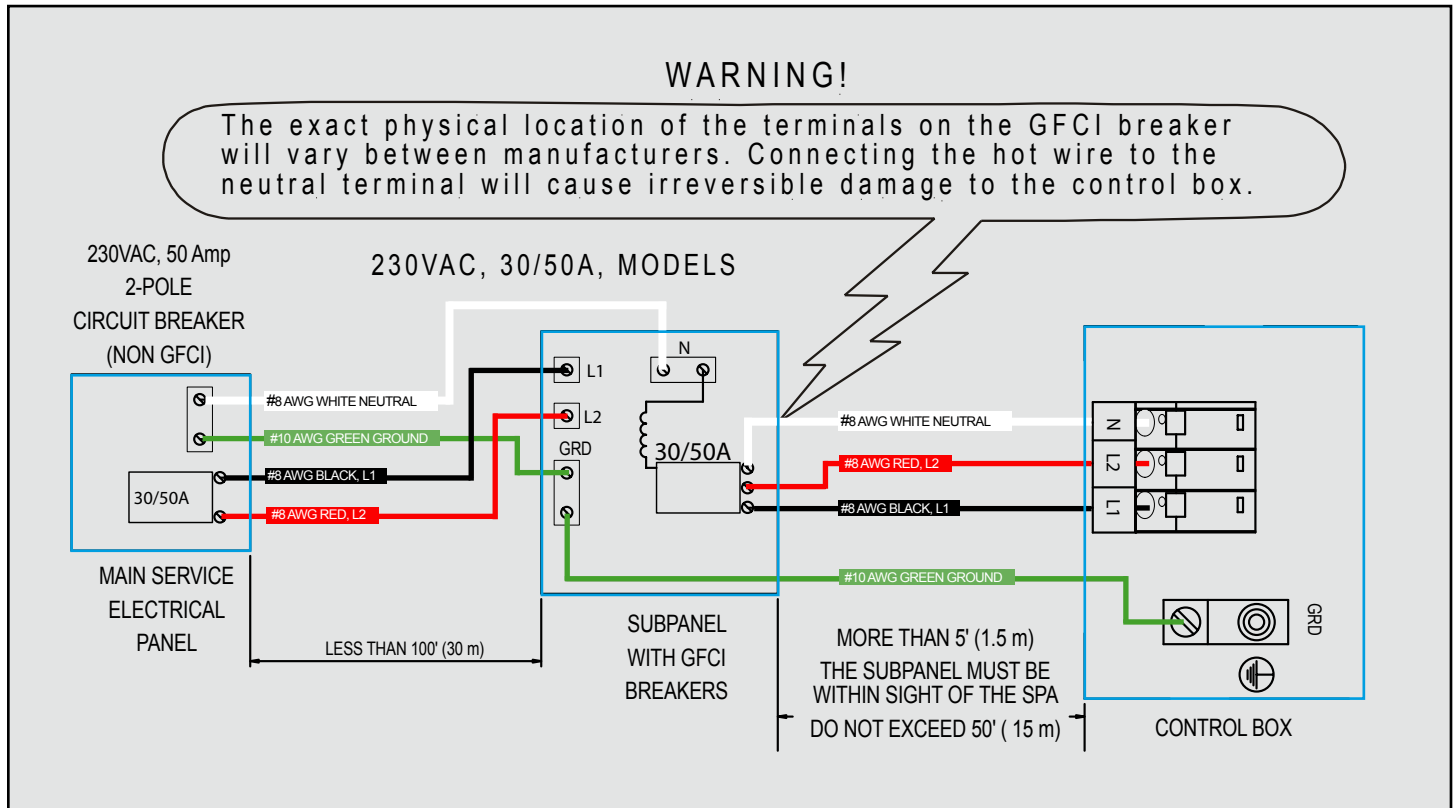 WARNING!
The exact physical location of the terminals on the GFCI breaker
will vary between manufacturers. Connecting the hot wire to the
neutral terminal will cause irreversible damage to the control box.
230VAC, 50 Amp
2-POLE
CIRCUIT BREAKER
(NON GFCI)
230VAC, 30/50A, MODELS
#8 AWG WHITE NEUTRAL
#10 AWG GREEN GROUND
#8 AWG BLACK, L1
#8 AWG RED, L2
30/50A
MAIN SERVICE
ELECTRICAL
PANEL
LESS THAN 100' (30 m)
L1
L2
GRD
N
30/50A
SUBPANEL
WITH GFCI
BREAKERS
#8 AWG WHITE NEUTRAL
#8 AWG RED, L2
#8 AWG BLACK, L1
#10 AWG GREEN GROUND
MORE THAN 5' (1.5 m)
THE SUBPANEL MUST BE
WITHIN SIGHT OF THE SPA
DO NOT EXCEED 50' ( 15 m)
N
L2
L1
GRD
CONTROL BOX